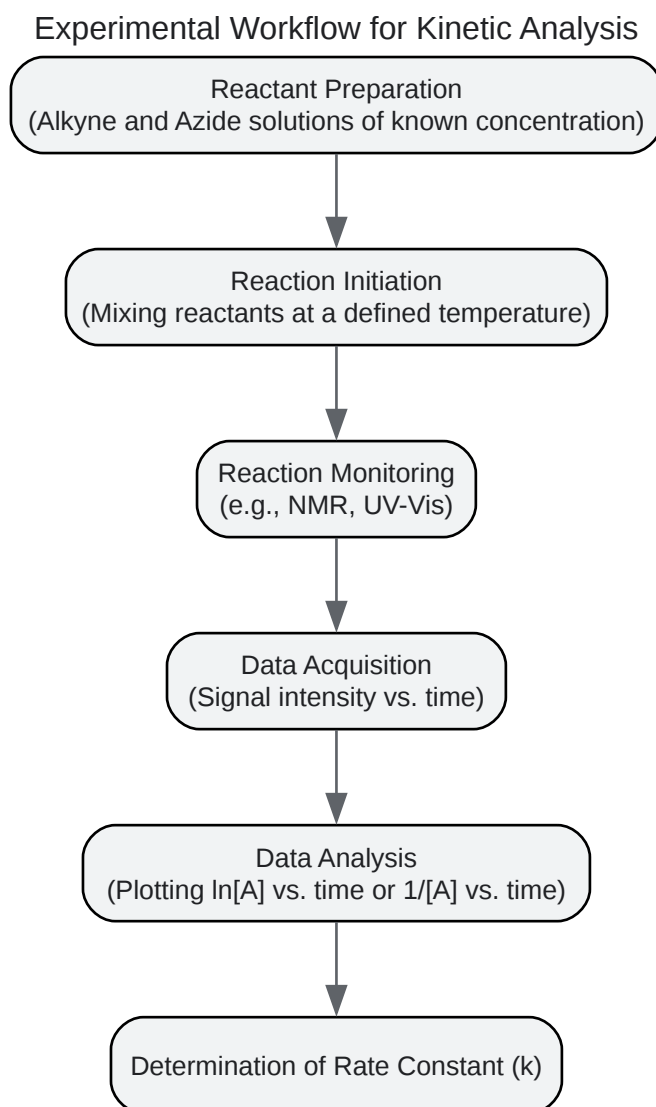 Experimental Workflow for Kinetic Analysis
Reactant Preparation
(Alkyne and Azide solutions of known concentration)
Reaction Initiation
(Mixing reactants at a defined temperature)
Reaction Monitoring
(e.g., NMR, UV-Vis)
Data Acquisition
(Signal intensity vs. time)
Data Analysis
(Plotting ln[A] vs. time or 1/[A] vs. time)
Determination of Rate Constant (k)